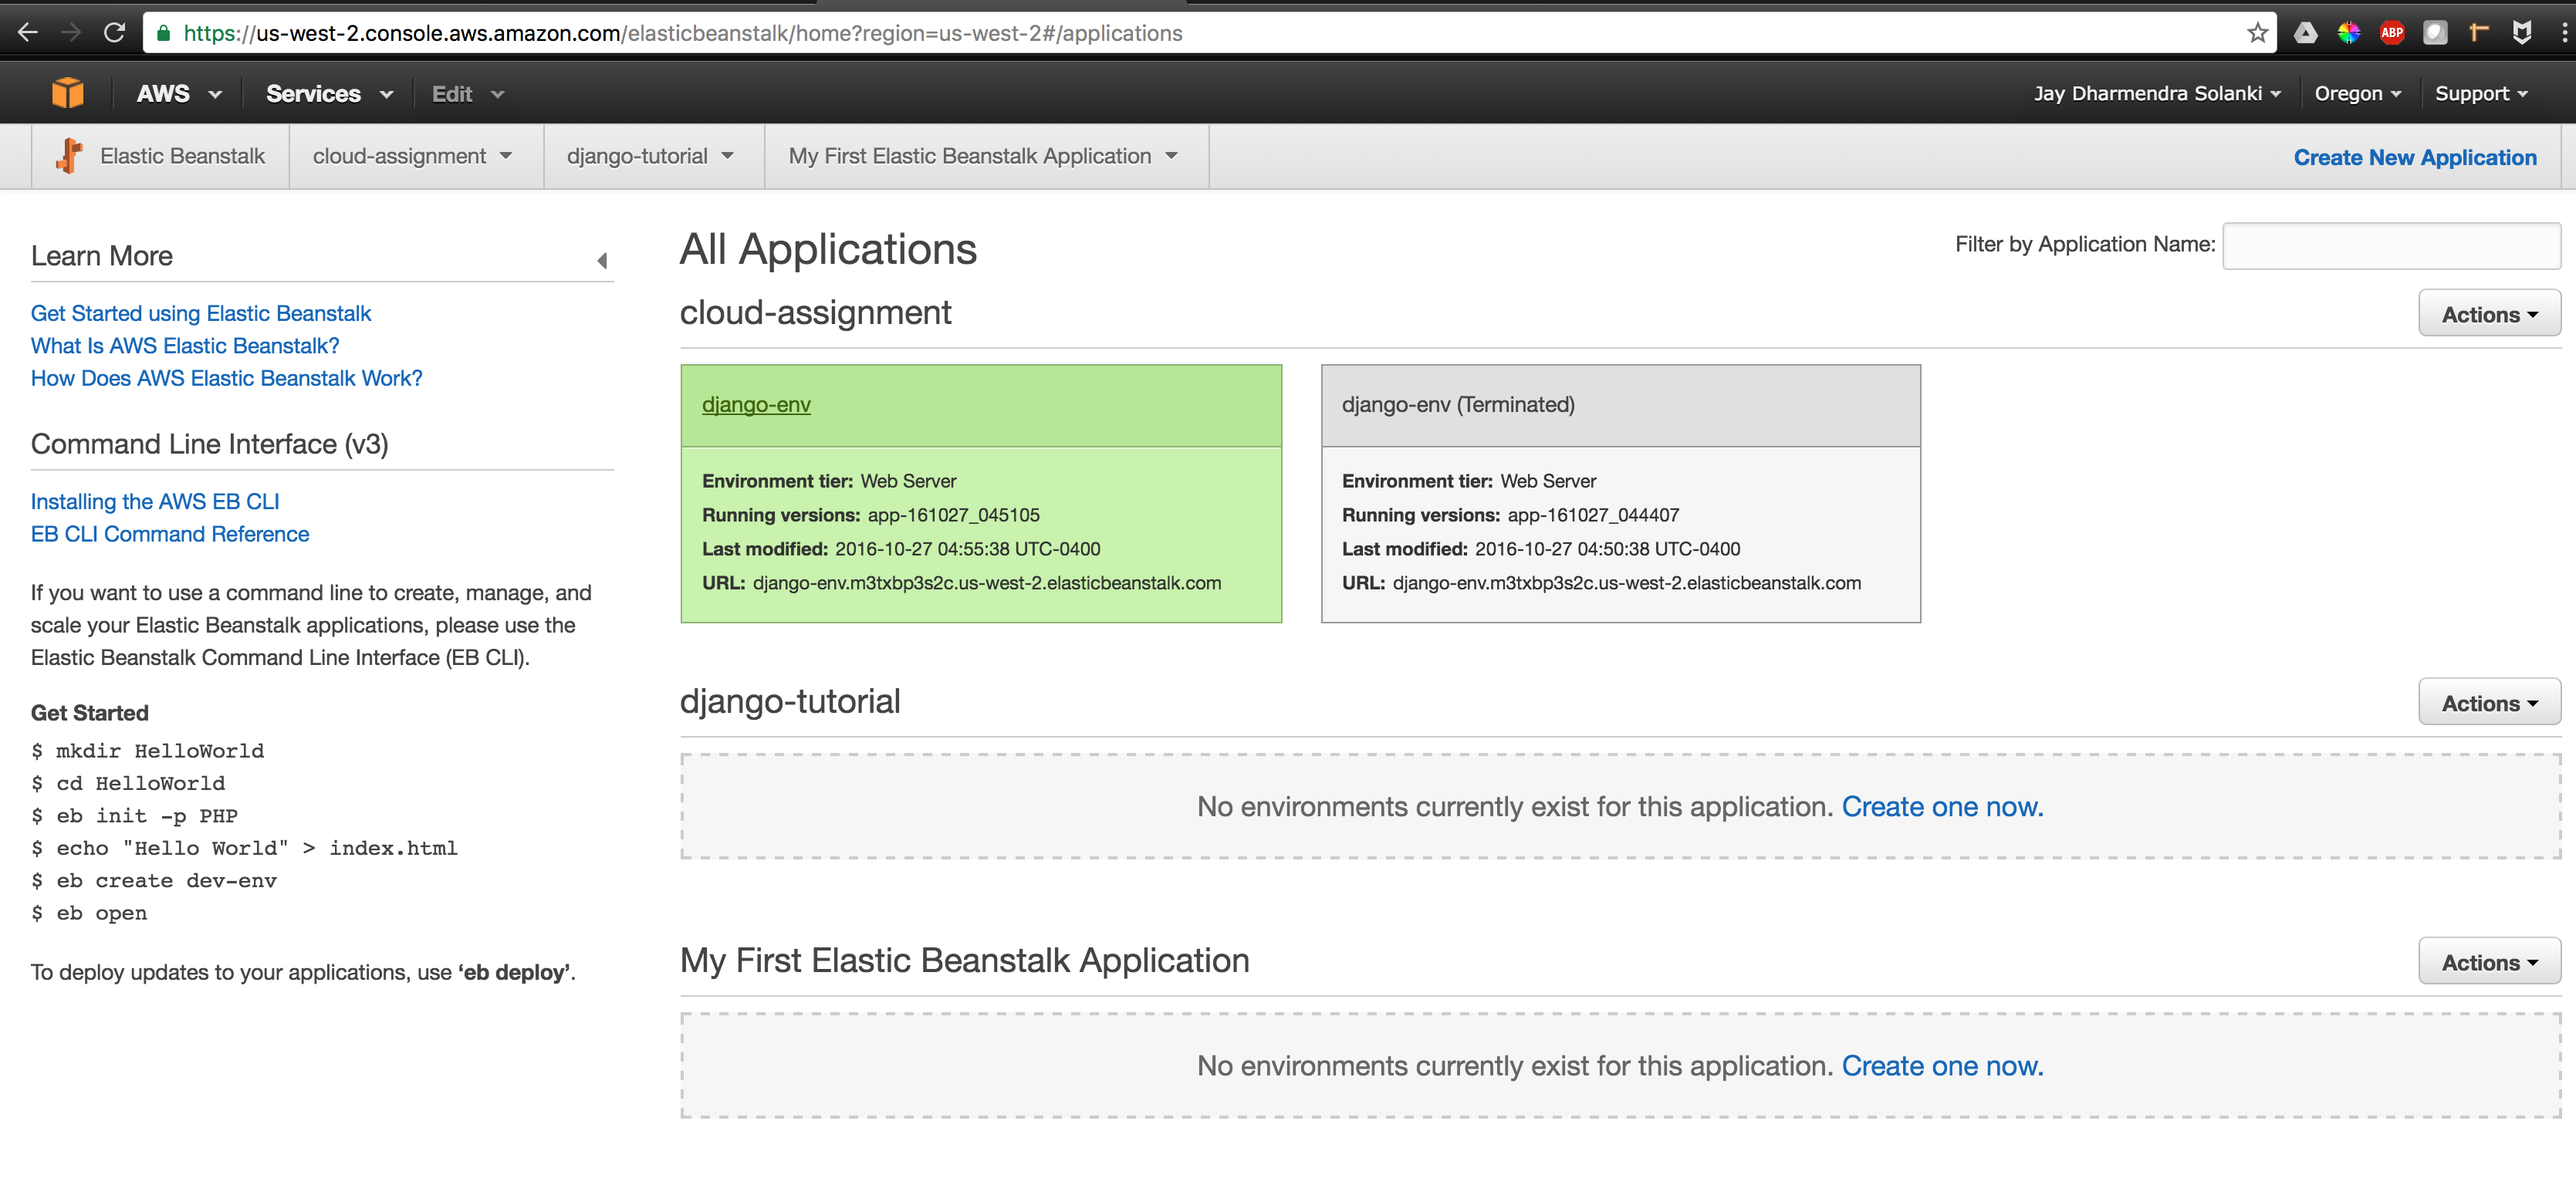 https://us-west-2.console.aws.amazon.com/elasticbeanstalk/home?region=us-west-2#/applications
ABP
AWS Services Edit Jay Dharmendra Solanki Oregon Support
Elastic Beanstalk cloud-assignment django-tutorial My First Elastic Beanstalk Application Create New Application
Learn More
Get Started using Elastic Beanstalk
What Is AWS Elastic Beanstalk?
How Does AWS Elastic Beanstalk Work?
Command Line Interface (v3)
Installing the AWS EB CLI
EB CLI Command Reference
If you want to use a command line to create, manage, and
scale your Elastic Beanstalk applications, please use the
Elastic Beanstalk Command Line Interface (EB CLI).
Get Started
$ mkdir HelloWorld
$ cd HelloWorld
$ eb init -p PHP
$ echo "Hello World" > index.html
$ eb create dev-env
$ eb open
To deploy updates to your applications, use ‘eb deploy’.
All Applications
Filter by Application Name:
cloud-assignment
Actions
django-env
Environment tier: Web Server
Running versions: app-161027_045105
Last modified: 2016-10-27 04:55:38 UTC-0400
URL: django-env.m3txbp3s2c.us-west-2.elasticbeanstalk.com
django-env (Terminated)
Environment tier: Web Server
Running versions: app-161027_044407
Last modified: 2016-10-27 04:50:38 UTC-0400
URL: django-env.m3txbp3s2c.us-west-2.elasticbeanstalk.com
django-tutorial
Actions
No environments currently exist for this application. Create one now.
My First Elastic Beanstalk Application
Actions
No environments currently exist for this application. Create one now.